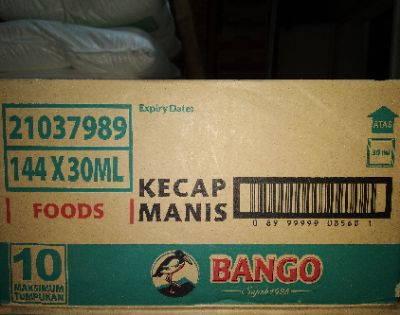 Expiry Date:
21037989
144 X 30ML
FOODS
KECAP
MANIS
ATAS
10
MAKSIMUM
TUMPUKAN
BANGO